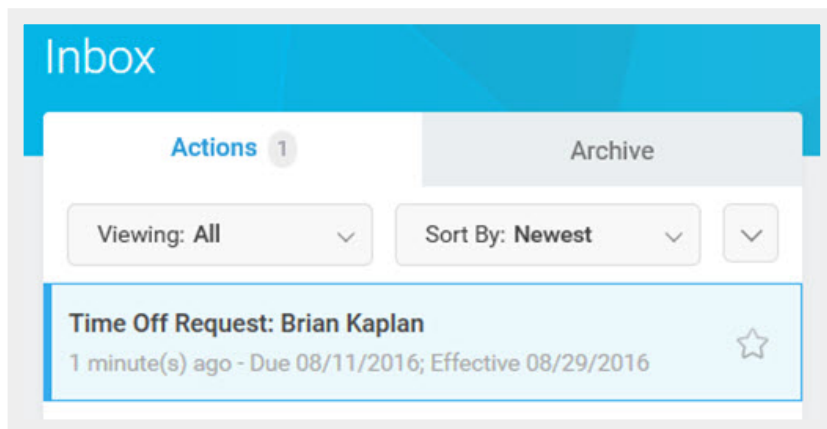 Inbox
Actions 1
Archive
Viewing: All
Sort By: Newest
Time Off Request: Brian Kaplan
1 minute(s) ago - Due 08/11/2016; Effective 08/29/2016